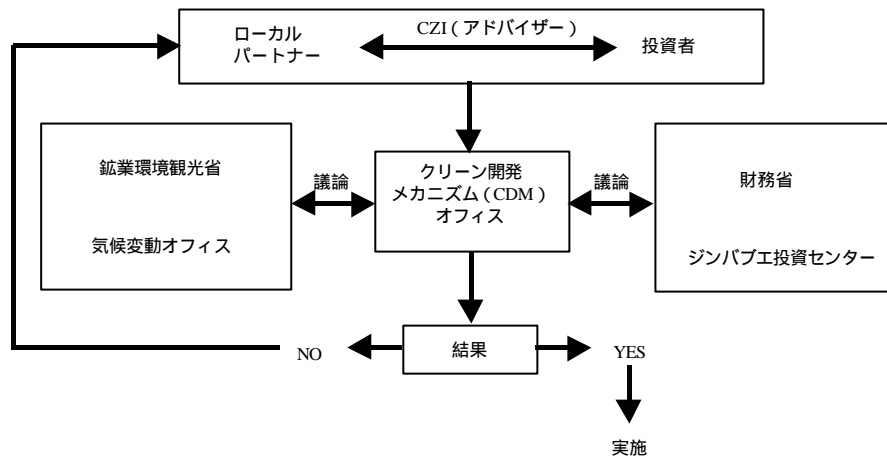 CZI（アドバイザー）
ローカル
パートナー
投資者
鉱業環境観光省
気候変動オフィス
議論
クリーン開発
メカニズム（CDM）
オフィス
議論
財務省
ジンバブエ投資センター
NO
結果
YES
実施